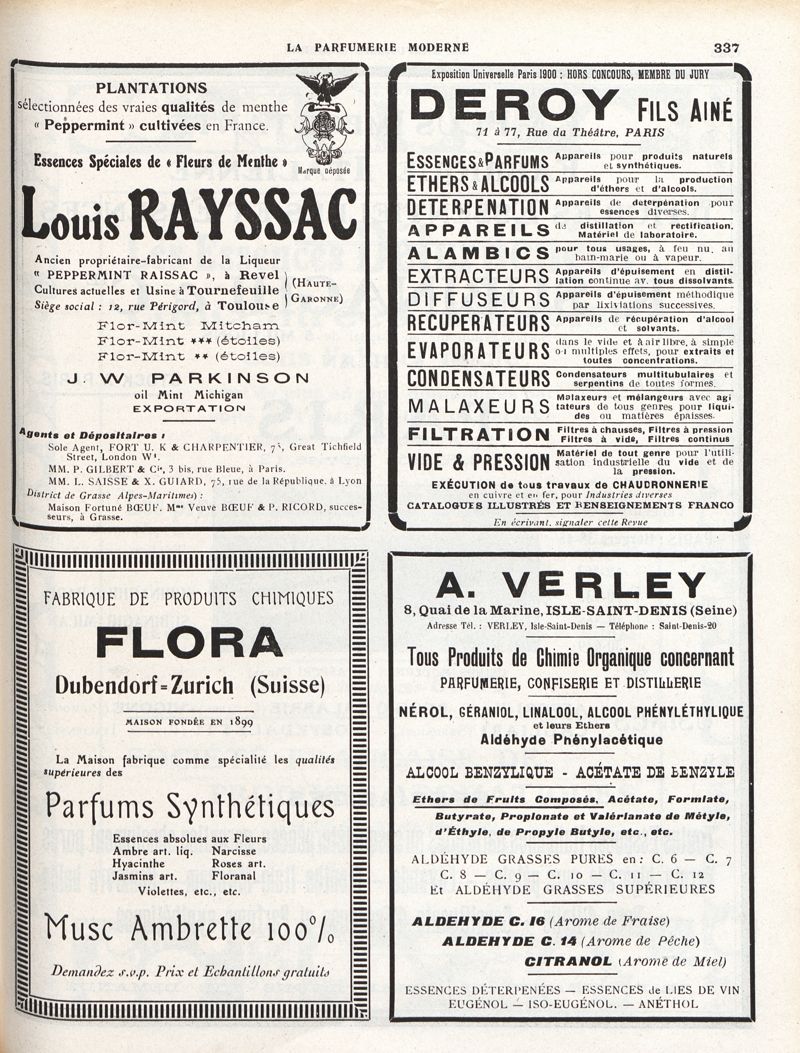 LA PARFUMERIE MODERNE
337
PLANTATIONS
sélectionnées des vraies qualités de menthe
« Peppermint » cultivées en France.
Marque déposée
Essences Spéciales de « Fleurs de Menthe »
Louis RAYSSAC
Ancien propriétaire-fabricant de la Liqueur
“ PEPPERMINT RAISSAC ”, à Revel
Cultures actuelles et Usine à Tournefeuille
(HAUTE-
GARONNE)
Siège social : 12, rue Périgord, à Toulouse
Flor-Mint Mitcham
Flor-Mint *** (étoiles)
Flor-Mint ** (étoiles)
J. W PARKINSON
oil Mint Michigan
EXPORTATION
Agents et Dépositaires :
Sole Agent, FORT U. K & CHARPENTIER, 75, Great Tichfield
Street, London W1.
MM. P. GILBERT & Cie, 3 bis, rue Bleue, à Paris.
MM. L. SAISSE & X. GUIARD, 75, rue de la République, à Lyon
District de Grasse Alpes-Maritimes) :
Maison Fortuné BŒUF. Mme Veuve BŒUF & P. RICORD, succes-
seurs, à Grasse.
Exposition Universelle Paris 1900 : HORS CONCOURS, MEMBRE DU JURY
DEROY FILS AINÉ
71 à 77, Rue du Théâtre, PARIS
ESSENCES & PARFUMS Appareils pour produits naturels
et synthétiques.
ETHERS & ALCOOLS Appareils pour la production
d'éthers et d'alcools.
DETERPENATION Appareils de deterpénation pour
essences diverses.
APPAREILS de distillation et rectification.
Matériel de laboratoire.
ALAMBICS pour tous usages, à feu nu, au
bain-marie ou à vapeur.
EXTRACTEURS Appareils d'épuisement en distil-
lation continue av. tous dissolvants.
DIFFUSEURS Appareils d'épuisement méthodique
par lixiviations successives.
RECUPERATEURS Appareils de récupération d'alcool
et solvants.
EVAPORATEURS dans le vide et à air libre, à simple
ou multiples effets, pour extraits et
toutes concentrations.
CONDENSATEURS Condensateurs multitubulaires et
serpentins de toutes formes.
MALAXEURS Malaxeurs et mélangeurs avec agi
tateurs de tous genres pour liqui-
des ou matières épaisses.
FILTRATION Filtres à chausses, Filtres à pression
Filtres à vide, Filtres continus
VIDE & PRESSION Matériel de tout genre pour l'utili-
sation industrielle du vide et de
la pression.
EXÉCUTION de tous travaux de CHAUDRONNERIE
en cuivre et en fer, pour Industries diverses
CATALOGUES ILLUSTRÉS ET RENSEIGNEMENTS FRANCO
En écrivant, signaler cette Revue
FABRIQUE DE PRODUITS CHIMIQUES
FLORA
Dubendorf=Zurich (Suisse)
MAISON FONDÉE EN 1899
La Maison fabrique comme spécialité les qualités
supérieures des
Parfums Synthétiques
Essences absolues aux Fleurs
Ambre art. liq. Narcisse
Hyacinthe Roses art.
Jasmins art. Floranal
Violettes, etc., etc.
Musc Ambrette 100%
Demandez s.v.p. Prix et Echantillons gratuits
A. VERLEY
8, Quai de la Marine, ISLE-SAINT-DENIS (Seine)
Adresse Tél. : VERLEY, Isle-Saint-Denis — Téléphone : Saint-Denis-20
Tous Produits de Chimie Organique concernant
PARFUMERIE, CONFISERIE ET DISTILLERIE
NÉROL, GÉRANIOL, LINALOOL, ALCOOL PHÉNYLÉTHYLIQUE
et leurs Ethers
Aldéhyde Phénylacétique
ALCOOL BENZYLIQUE - ACÉTATE DE BENZYLE
Ethers de Fruits Composés, Acétate, Formiate,
Butyrate, Propionate et Valérianate de Métyle,
d'Éthyle, de Propyle Butyle, etc., etc.
ALDÉHYDE GRASSES PURES en : C. 6 — C. 7
C. 8 — C. 9 — C. 10 — C. 11 — C. 12
Et ALDÉHYDE GRASSES SUPÉRIEURES
ALDEHYDE C. 16 (Arome de Fraise)
ALDEHYDE C. 14 (Arome de Pêche)
CITRANOL (Arome de Miel)
ESSENCES DÉTERPENÉES — ESSENCES de LIES DE VIN
EUGÉNOL — ISO-EUGÉNOL. — ANÉTHOL